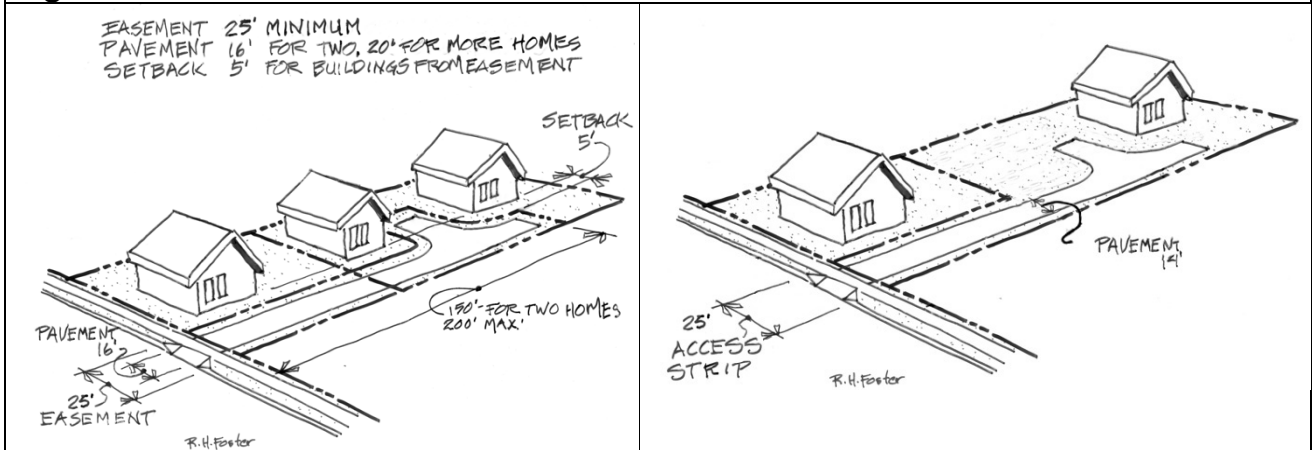 EASEMENT 25' MINIMUM
PAVEMENT 16' FOR TWO, 20' FOR MORE HOMES
SETBACK 5' FOR BUILDINGS FROM EASEMENT
SETBACK
5'
150'-FOR TWO HOMES
200' MAX'
PAVEMENT
16'
25'
EASEMENT
R.H.Foster
PAVEMENT
14'
25'
ACCESS
STRIP
R.H.Foster